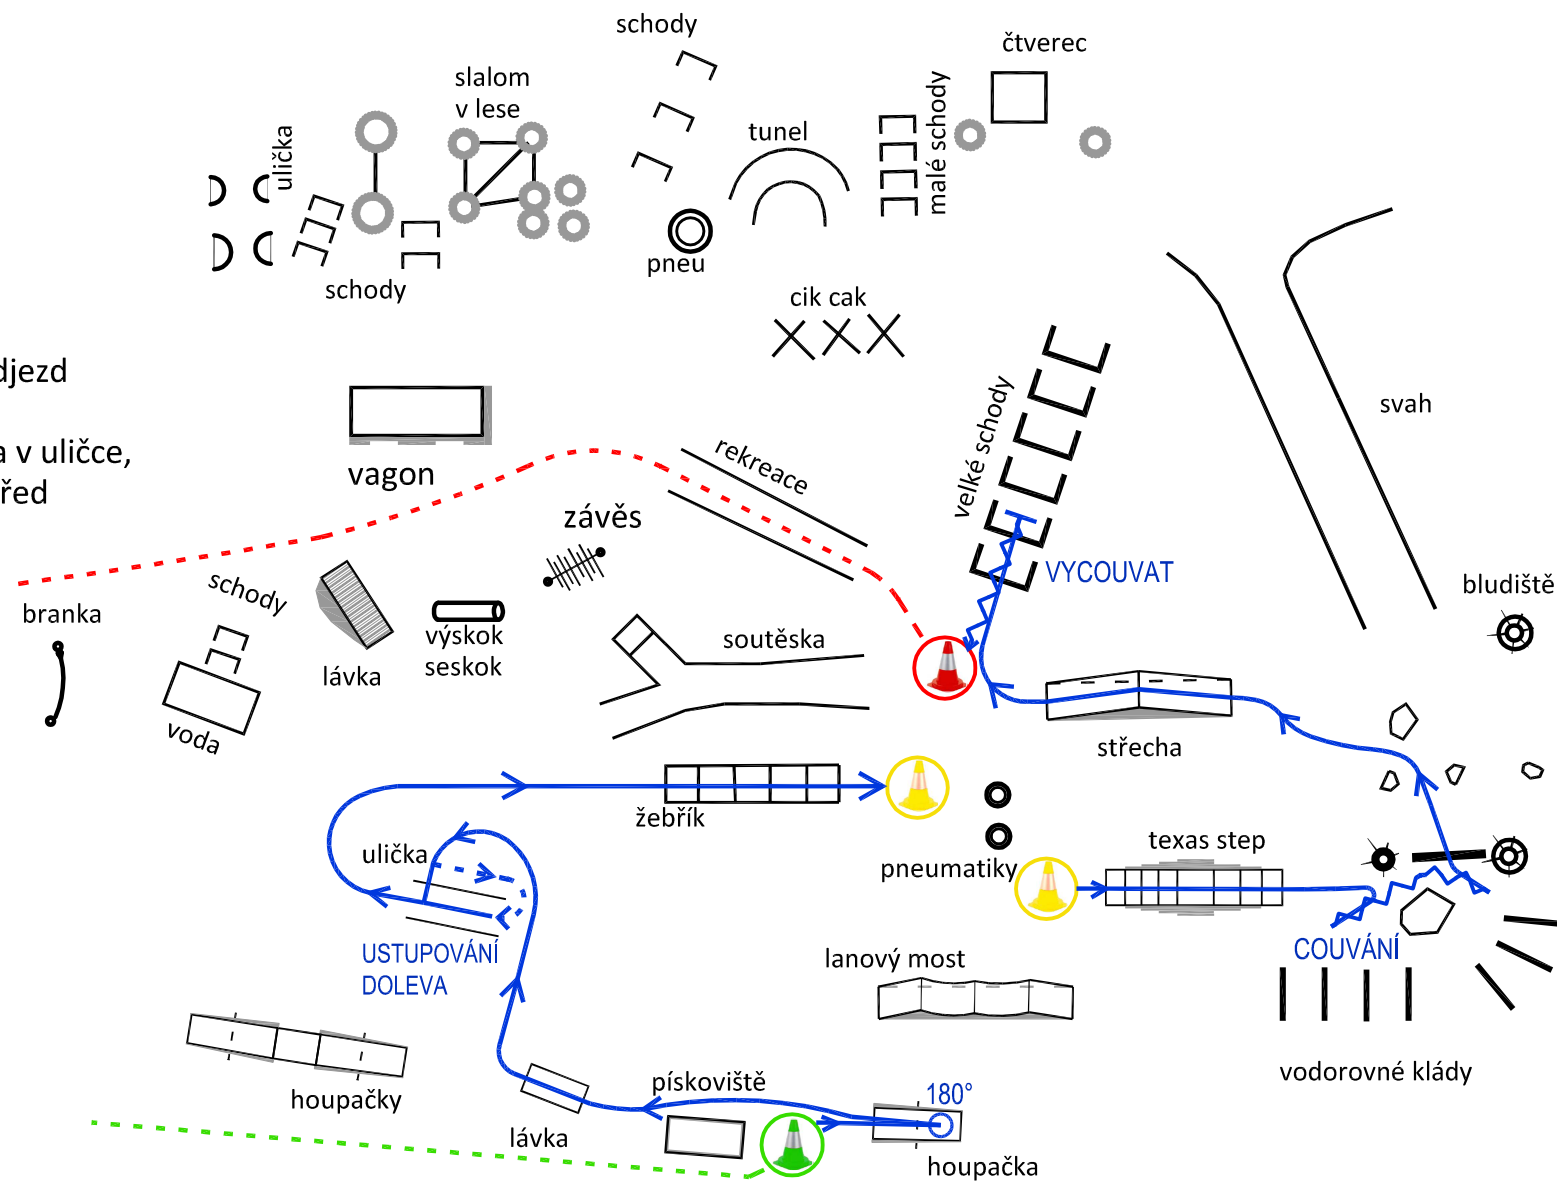 schody
čtverec
slalom
v lese
malé schody
ulička
tunel
pneu
schody
cik cak
djezd
a v uličce,
řed
vagon
rekreace
velké schody
svah
závěs
VYCOUVAT
schody
branka
bludiště
výskok
seskok
soutěska
lávka
voda
střecha
žebřík
ulička
pneumatiky
texas step
USTUPOVÁNÍ
DOLEVA
COUVÁNÍ
lanový most
vodorovné klády
houpačky
pískoviště
180°
lávka
houpačka